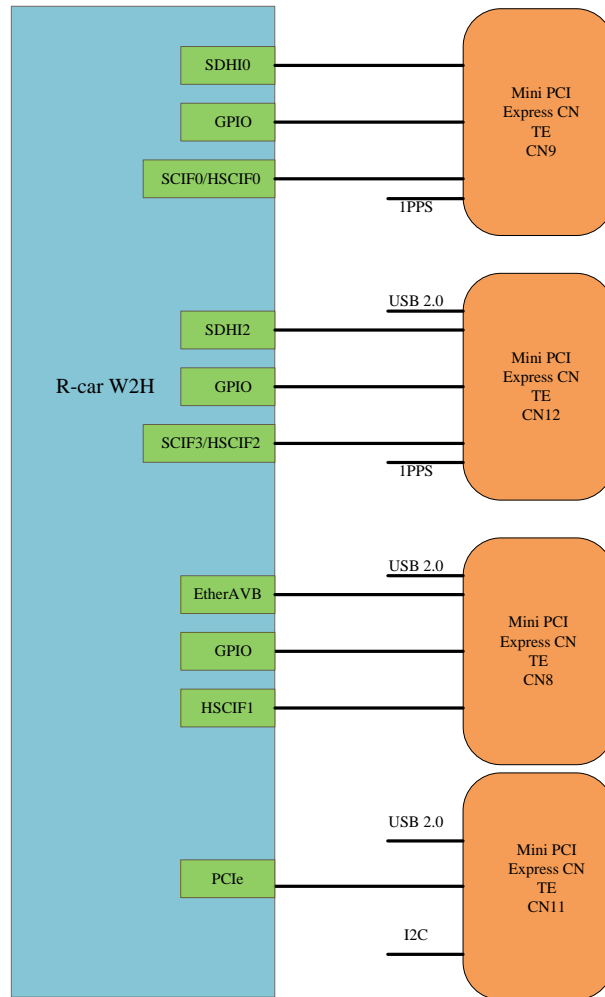 SDHI0
GPIO
SCIF0/HSCIF0
1PPS
Mini PCI
Express CN
TE
CN9
R-car W2H
USB 2.0
SDHI2
GPIO
SCIF3/HSCIF2
1PPS
Mini PCI
Express CN
TE
CN12
USB 2.0
EtherAVB
GPIO
HSCIF1
Mini PCI
Express CN
TE
CN8
USB 2.0
PCIe
I2C
Mini PCI
Express CN
TE
CN11